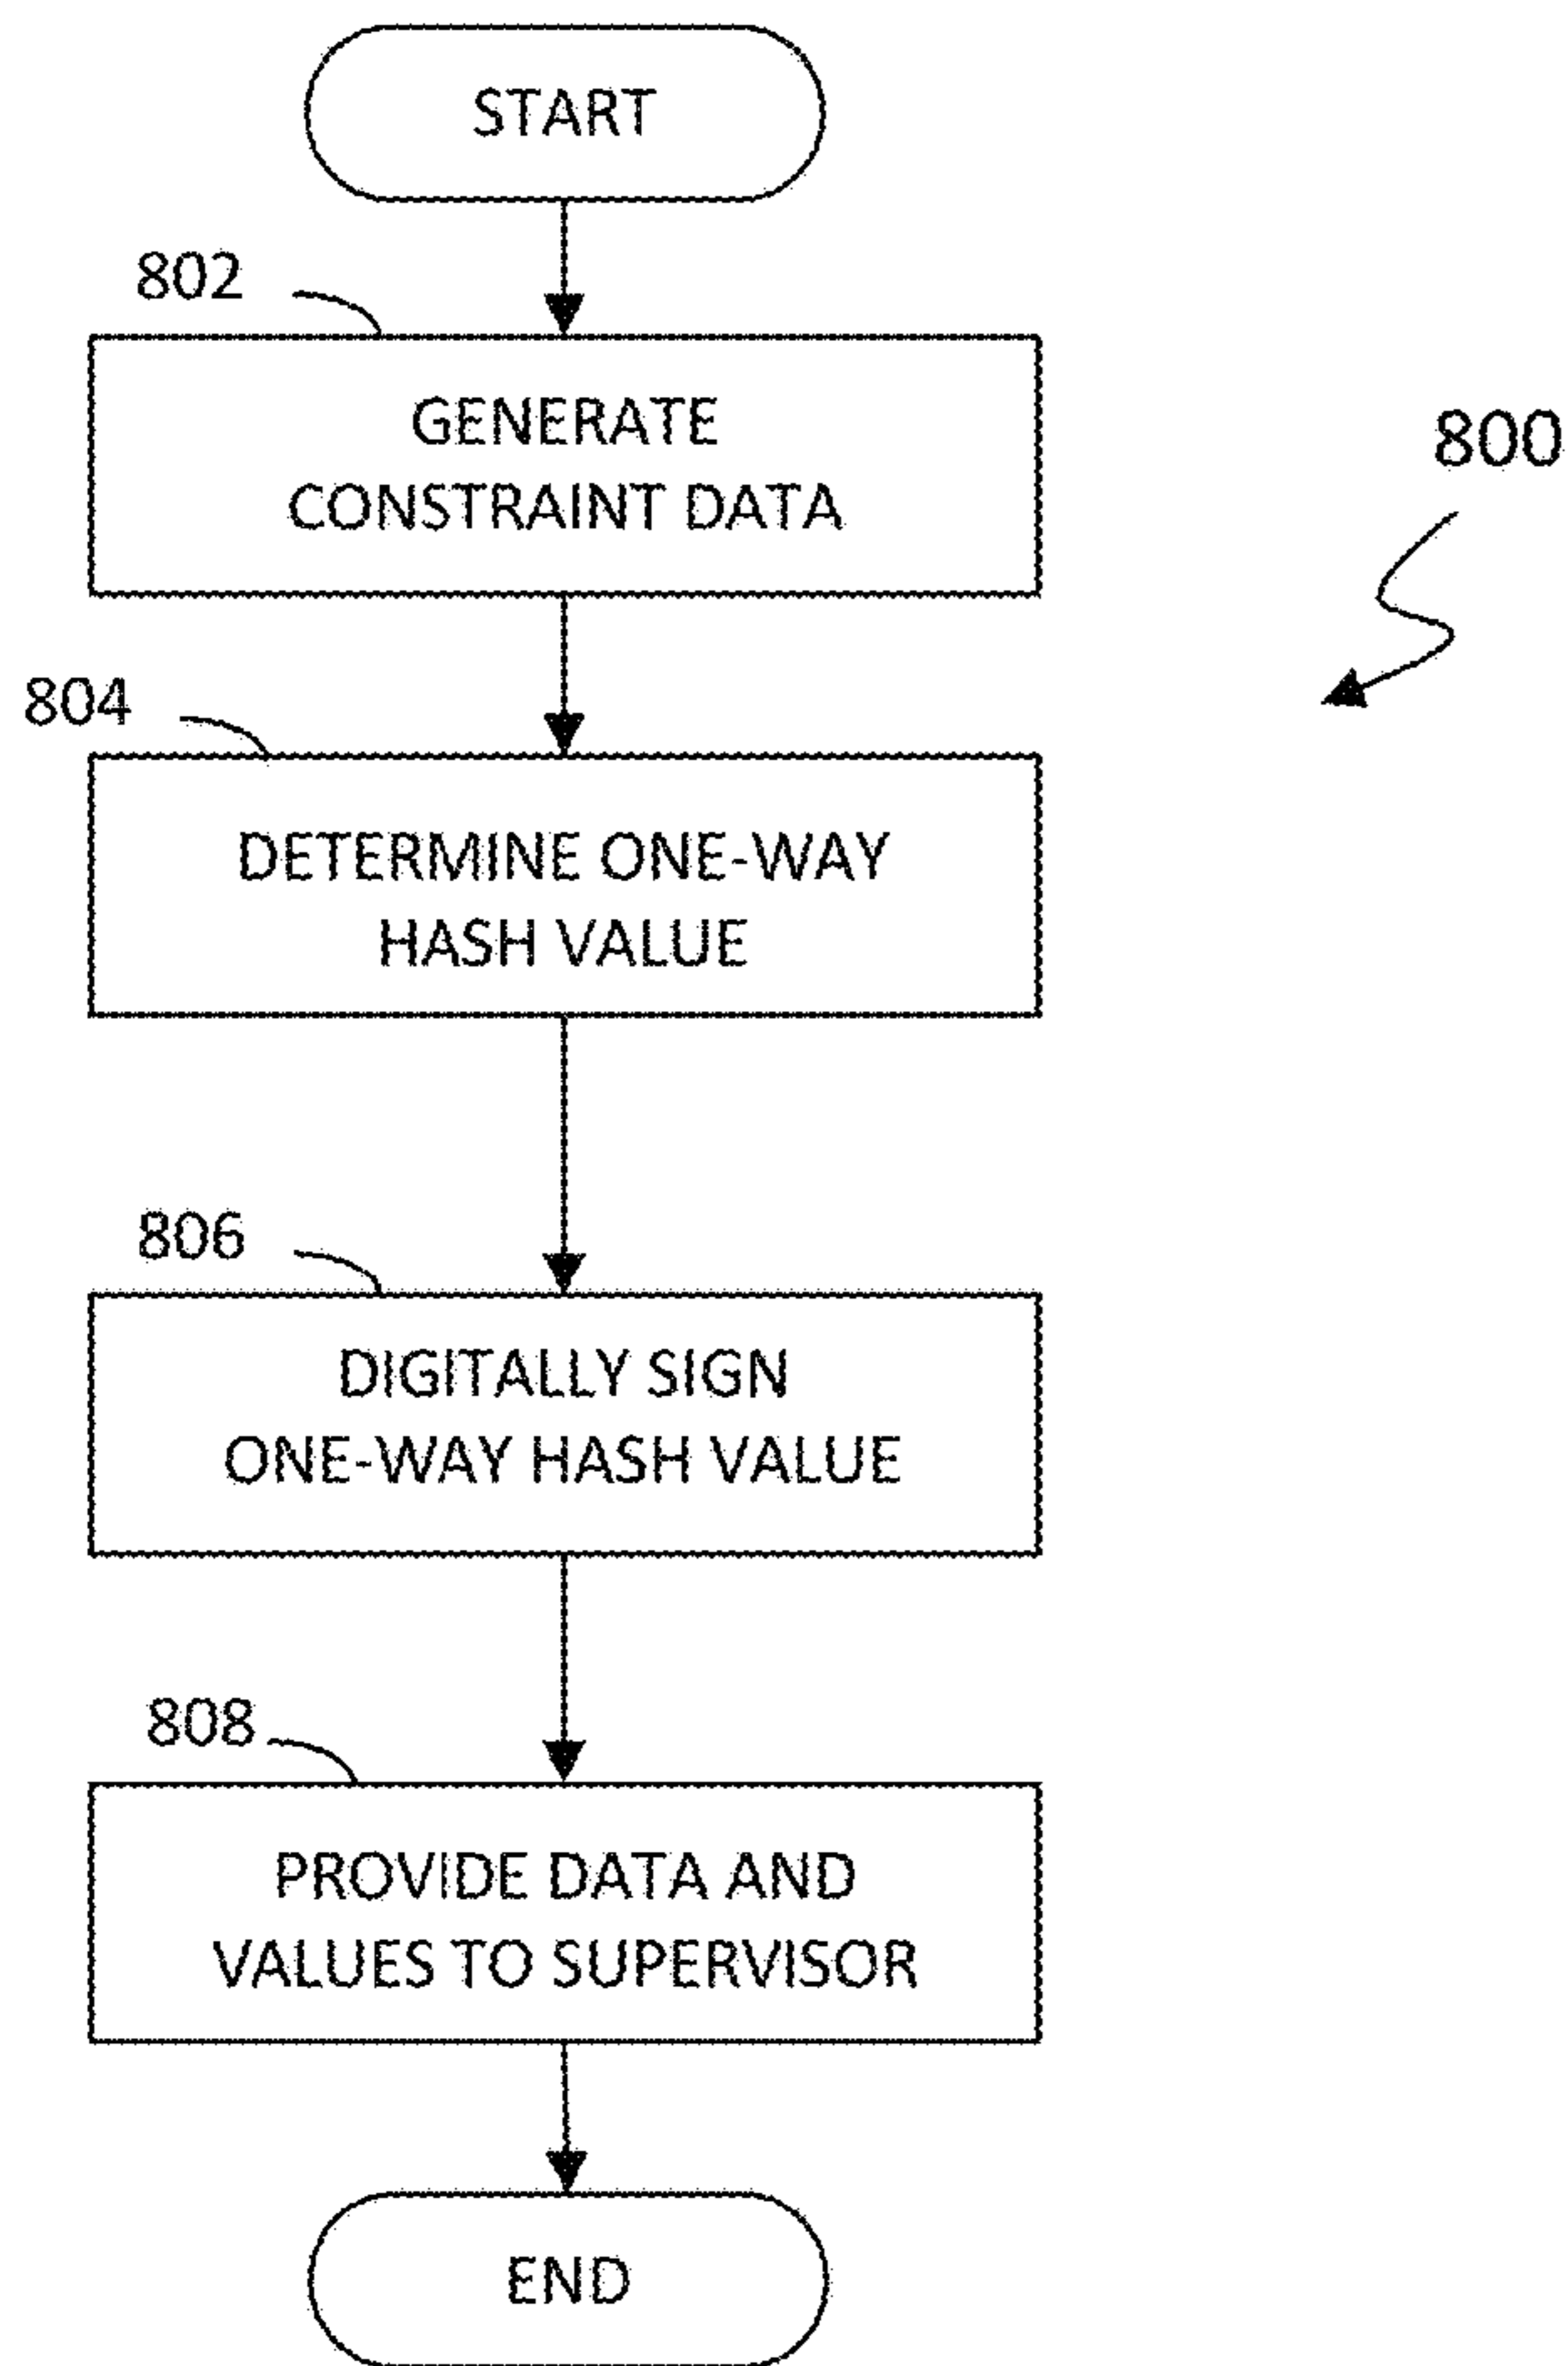 START
802
GENERATE
CONSTRAINT DATA
800
804
DETERMINE ONE-WAY
HASH VALUE
806
DIGITALLY SIGN
ONE-WAY HASH VALUE
808
PROVIDE DATA AND
VALUES TO SUPERVISOR
END